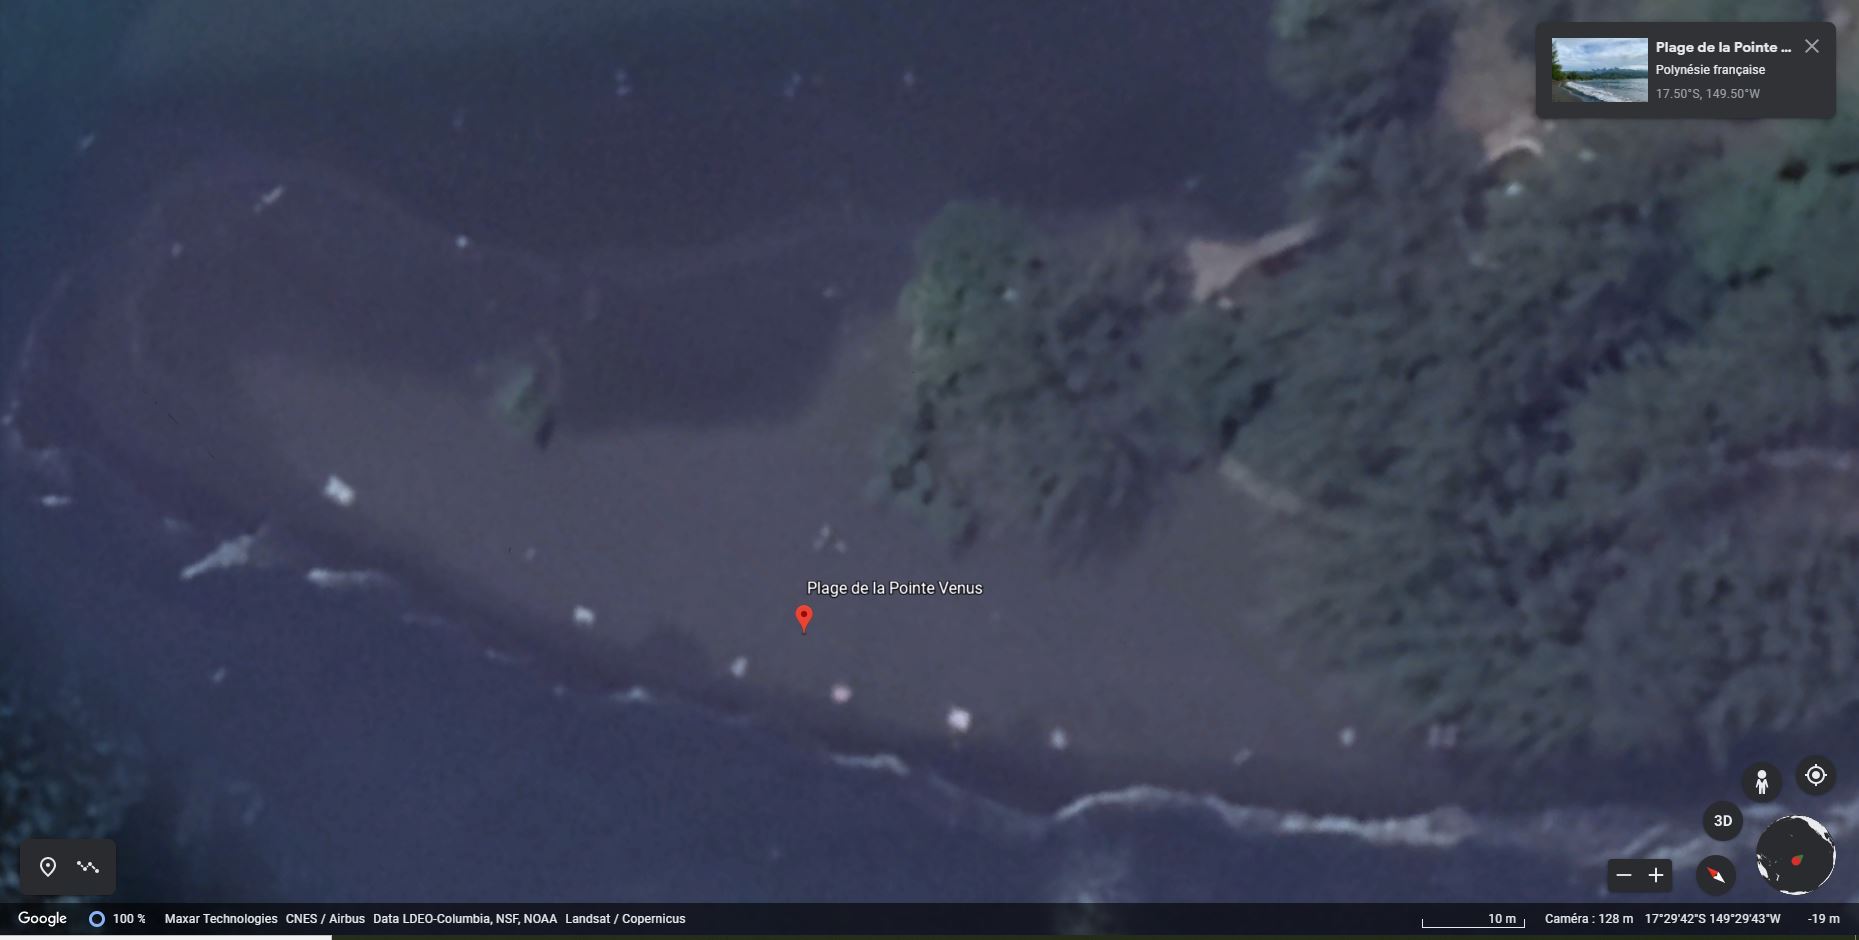 Plage de la Pointe ...
Polynésie française
17.50°S, 149.50°W
Plage de la Pointe Venus
3D
Google 100 % Maxar Technologies CNES / Airbus Data LDEO-Columbia, NSF, NOAA Landsat / Copernicus 10 m Caméra : 128 m 17°29'42"S 149°29'43"W -19 m